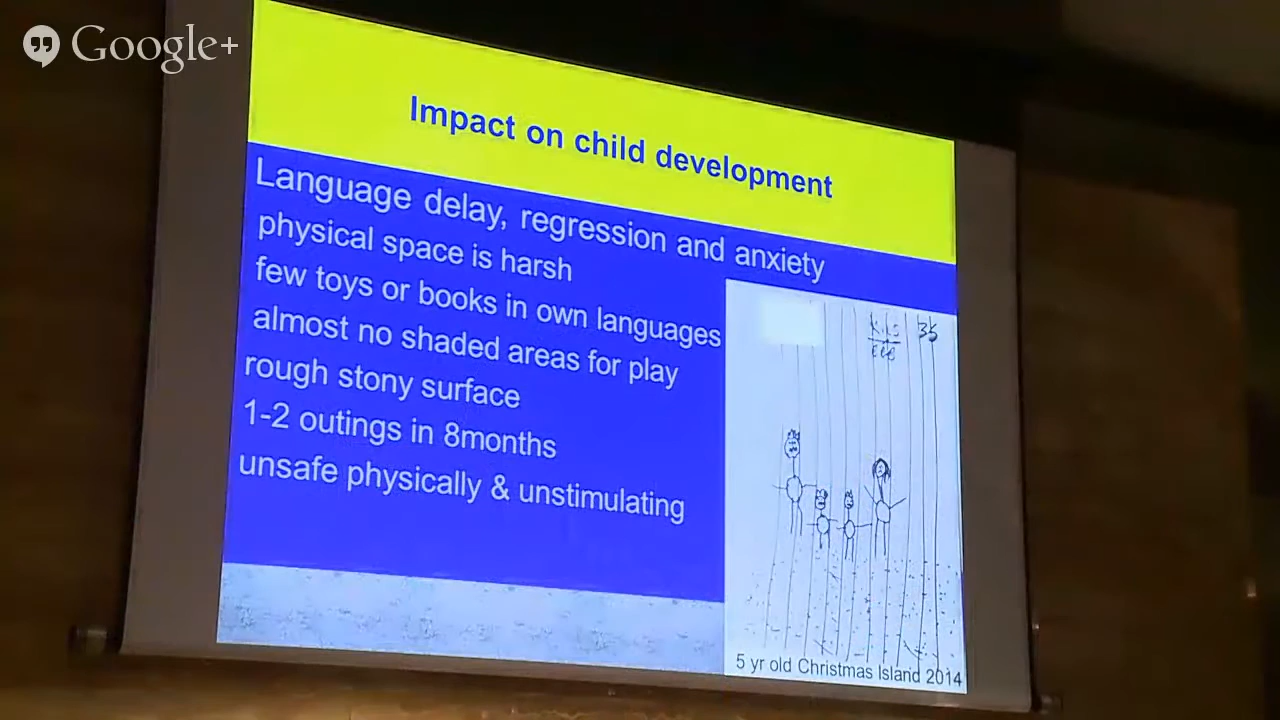 Google+
Impact on child development
Language delay, regression and anxiety
physical space is harsh
few toys or books in own languages
almost no shaded areas for play
rough stony surface
1-2 outings in 8months
unsafe physically & unstimulating
35
5 yr old Christmas Island 2014